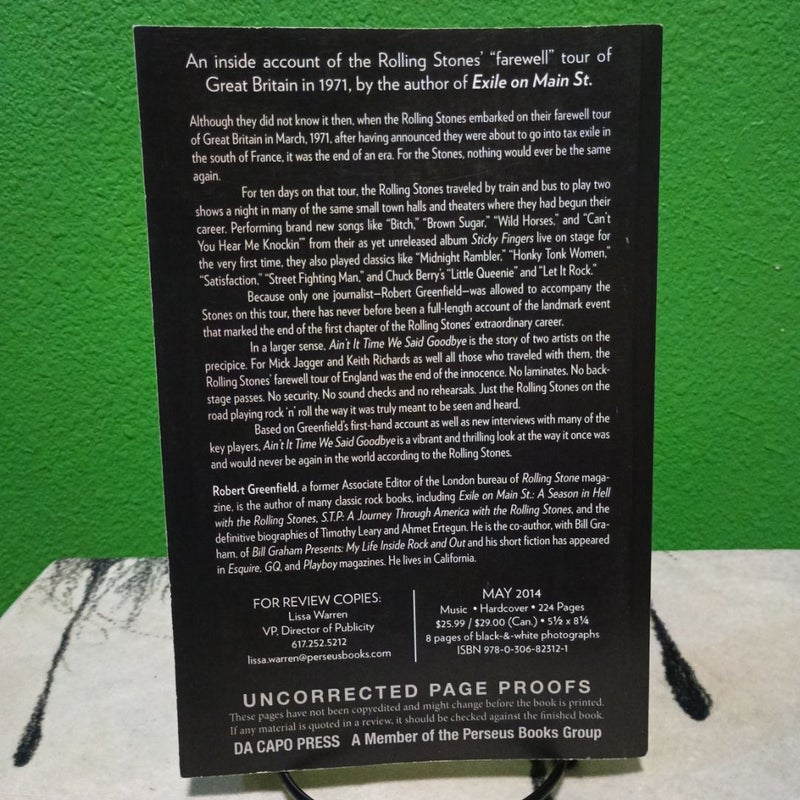 An inside account of the Rolling Stones' "farewell" tour of
Great Britain in 1971, by the author of Exile on Main St.
Although they did not know it then, when the Rolling Stones embarked on their farewell tour
of Great Britain in March, 1971, after having announced they were about to go into tax exile in
the south of France, it was the end of an era. For the Stones, nothing would ever be the same
again.
For ten days on that tour, the Rolling Stones traveled by train and bus to play two
shows a night in many of the same small town halls and theaters where they had begun their
career. Performing brand new songs like "Bitch," "Brown Sugar," "Wild Horses," and "Can't
You Hear Me Knockin'" from their as yet unreleased album Sticky Fingers live on stage for
the very first time, they also played classics like "Midnight Rambler," "Honky Tonk Women,"
"Satisfaction," "Street Fighting Man," and Chuck Berry's "Little Queenie" and "Let It Rock."
Because only one journalist—Robert Greenfield—was allowed to accompany the
Stones on this tour, there has never before been a full-length account of the landmark event
that marked the end of the first chapter of the Rolling Stones' extraordinary career.
In a larger sense, Ain't It Time We Said Goodbye is the story of two artists on the
precipice. For Mick Jagger and Keith Richards as well all those who traveled with them, the
Rolling Stones' farewell tour of England was the end of the innocence. No laminates. No back-
stage passes. No security. No sound checks and no rehearsals. Just the Rolling Stones on the
road playing rock 'n' roll the way it was truly meant to be seen and heard.
Based on Greenfield's first-hand account as well as new interviews with many of the
key players, Ain't It Time We Said Goodbye is a vibrant and thrilling look at the way it once was
and would never be again in the world according to the Rolling Stones.
Robert Greenfield, a former Associate Editor of the London bureau of Rolling Stone maga-
zine, is the author of many classic rock books, including Exile on Main St.: A Season in Hell
with the Rolling Stones, S.T.P.: A Journey Through America with the Rolling Stones, and the
definitive biographies of Timothy Leary and Ahmet Ertegun. He is the co-author, with Bill Gra-
ham, of Bill Graham Presents: My Life Inside Rock and Out and his short fiction has appeared
in Esquire, GQ, and Playboy magazines. He lives in California.
FOR REVIEW COPIES:
Lissa Warren
VP, Director of Publicity
617.252.5212
lissa.warren@perseusbooks.com
MAY 2014
Music • Hardcover • 224 Pages
$25.99 / $29.00 (Can.) • 5½ x 8¼
8 pages of black-&-white photographs
ISBN 978-0-306-82312-1
UNCORRECTED PAGE PROOFS
These pages have not been copyedited and might change before the book is printed.
If any material is quoted in a review, it should be checked against the finished book.
DA CAPO PRESS A Member of the Perseus Books Group